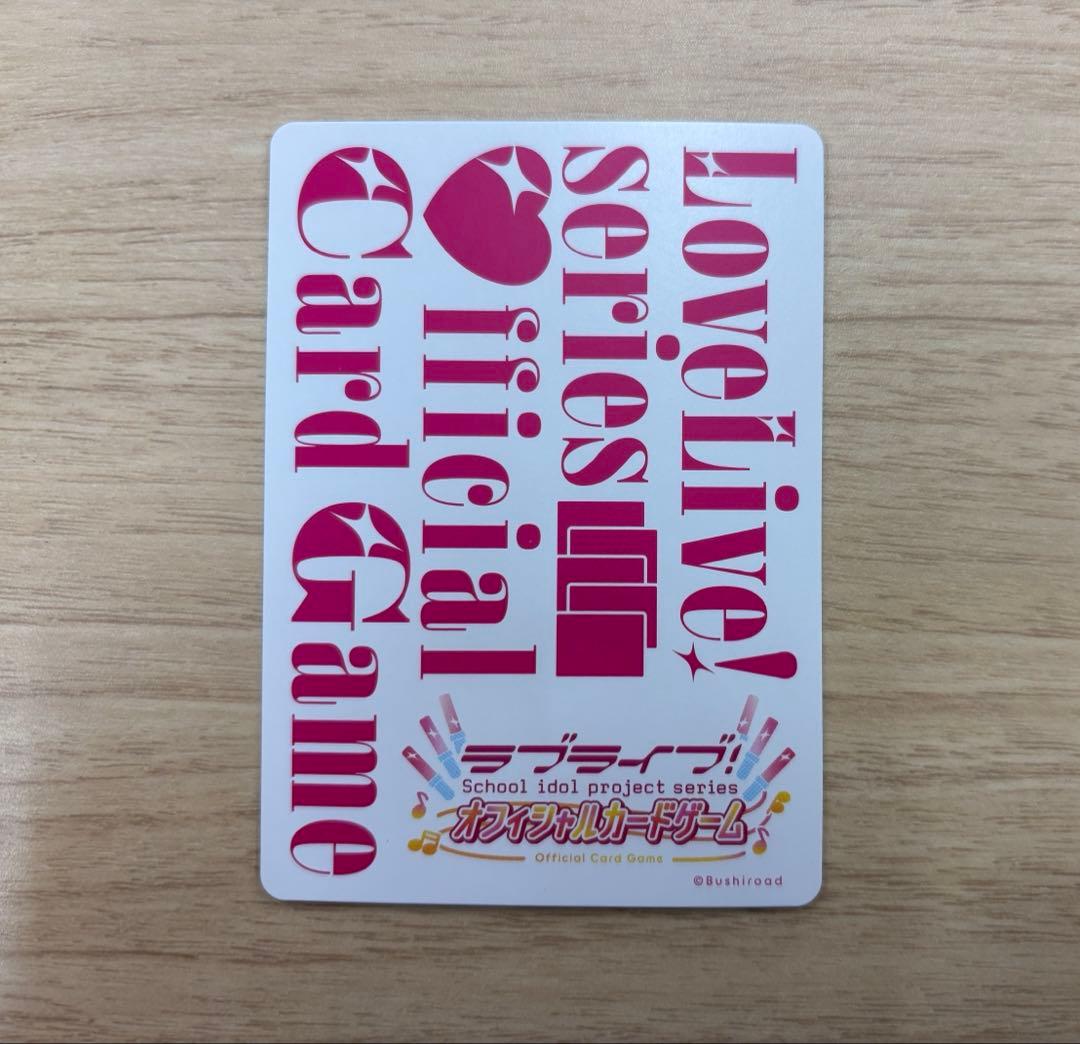 LoveLive!
series
♥fficial
Card Game
ラブライブ!
School idol project series
オフィシャルカードゲーム
Official Card Game
©Bushiroad